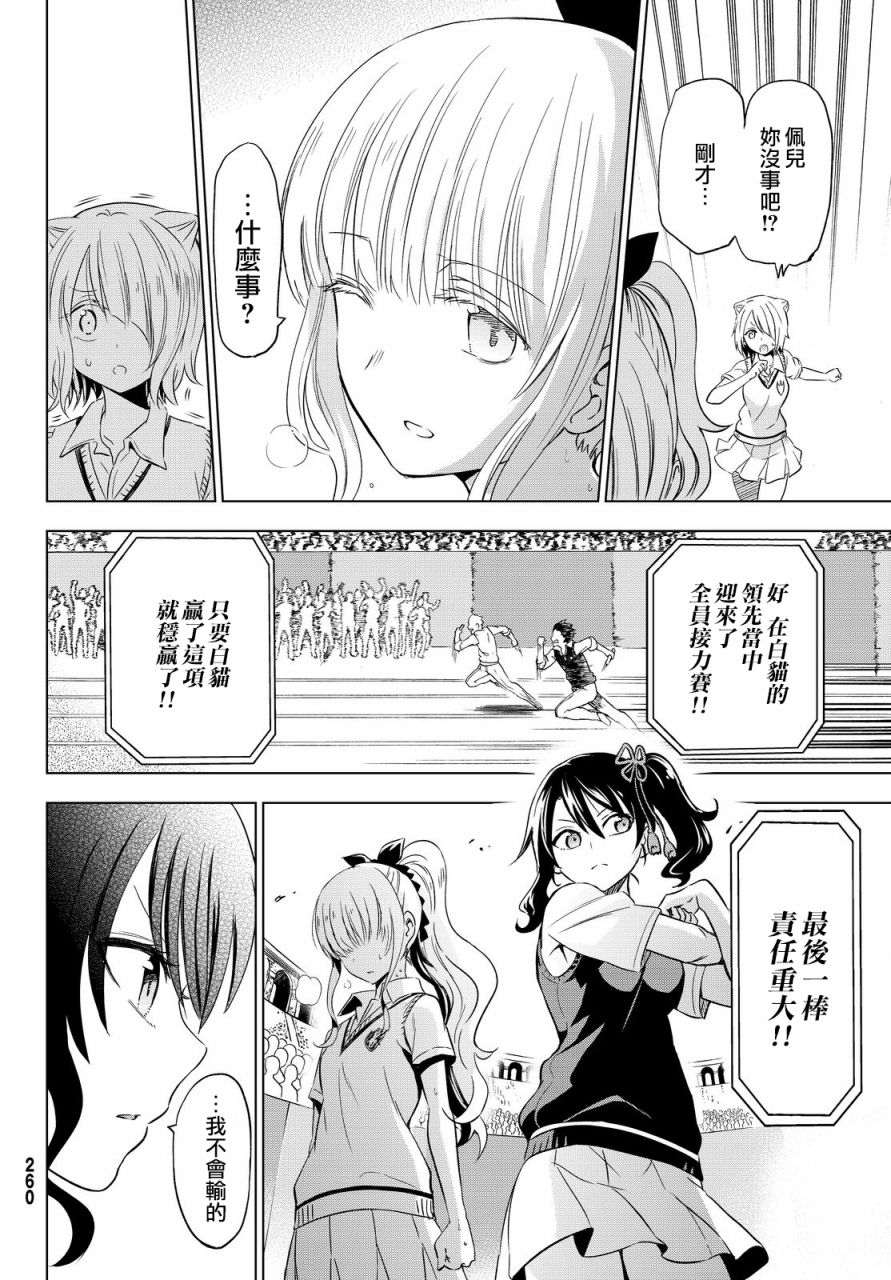 佩兒
妳沒事吧!?
剛才…
…什麼事?
好 在白貓的
領先當中
迎來了
全員接力賽!!
只要白貓
贏了這項
就穩贏了!!
最後一棒
責任重大!!
…我不會輸的
260